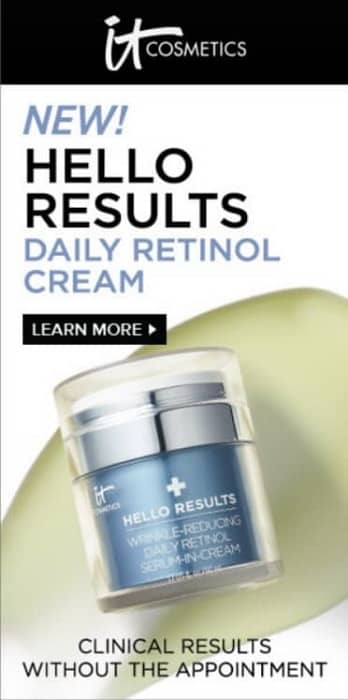 it COSMETICS
NEW!
HELLO
RESULTS
DAILY RETINOL
CREAM
LEARN MORE
it
COSMETICS
HELLO RESULTS
WRINKLE-REDUCING
DAILY RETINOL
SERUM-IN-CREAM
CLINICAL RESULTS
WITHOUT THE APPOINTMENT